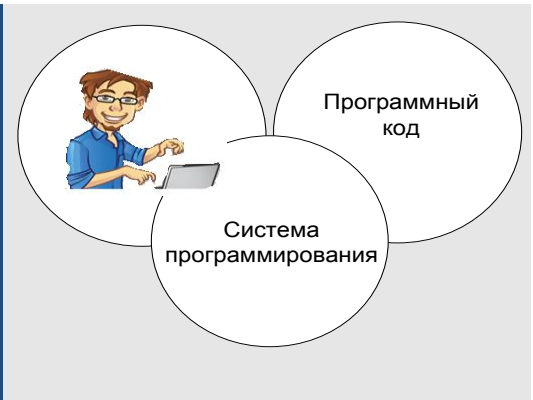 Программный
код
Система
программирования